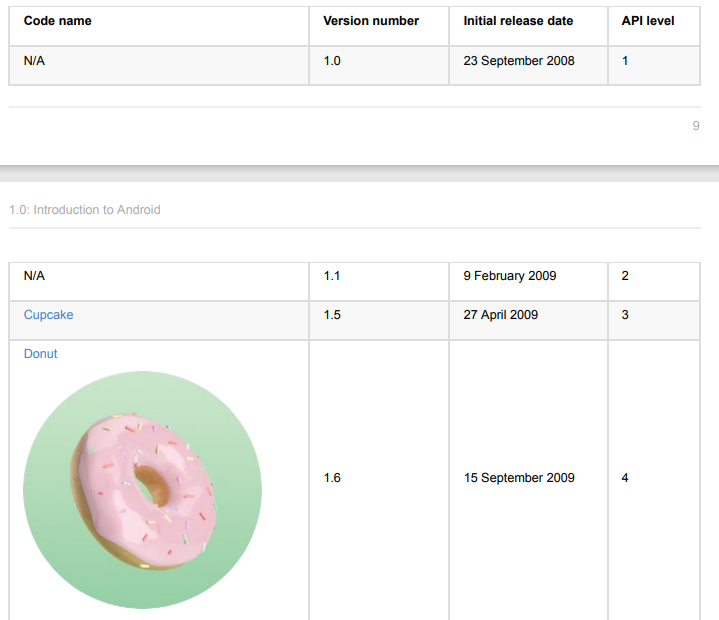 Code name Version number Initial release date API level
N/A 1.0 23 September 2008 1
9
1.0: Introduction to Android
N/A 1.1 9 February 2009 2
Cupcake 1.5 27 April 2009 3
Donut
1.6 15 September 2009 4